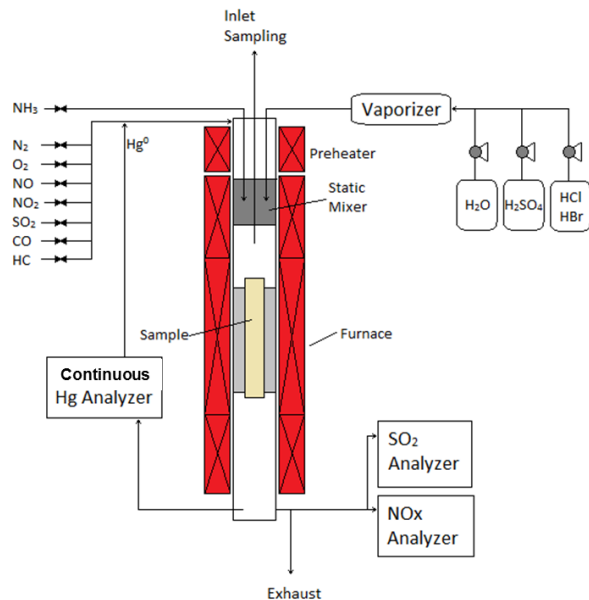 Inlet
Sampling
NH₃
Vaporizer
N₂
Hg⁰
O₂
NO
NO₂
SO₂
CO
HC
Preheater
Static
Mixer
H₂O
H₂SO₄
HCl
HBr
Sample
Furnace
Continuous
Hg Analyzer
SO₂
Analyzer
NOx
Analyzer
Exhaust